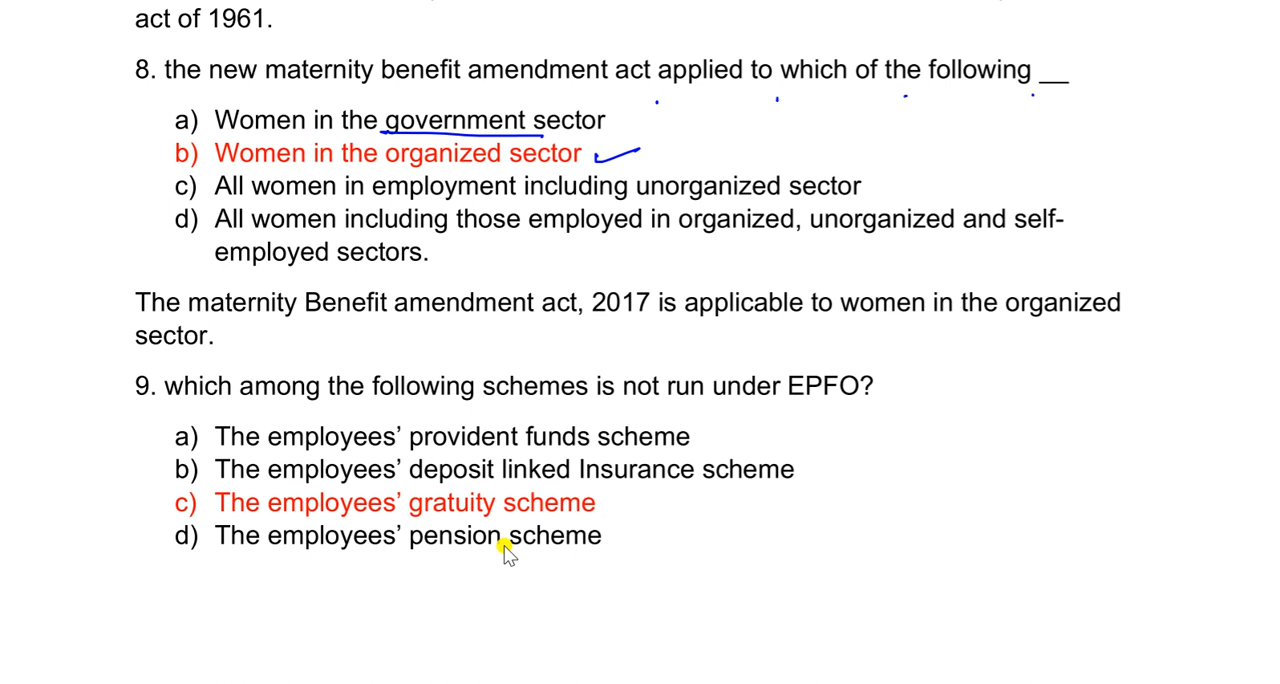 act of 1961.
8. the new maternity benefit amendment act applied to which of the following __
a) Women in the government sector
b) Women in the organized sector
c) All women in employment including unorganized sector
d) All women including those employed in organized, unorganized and self-
employed sectors.
The maternity Benefit amendment act, 2017 is applicable to women in the organized
sector.
9. which among the following schemes is not run under EPFO?
a) The employees’ provident funds scheme
b) The employees’ deposit linked Insurance scheme
c) The employees’ gratuity scheme
d) The employees’ pension scheme